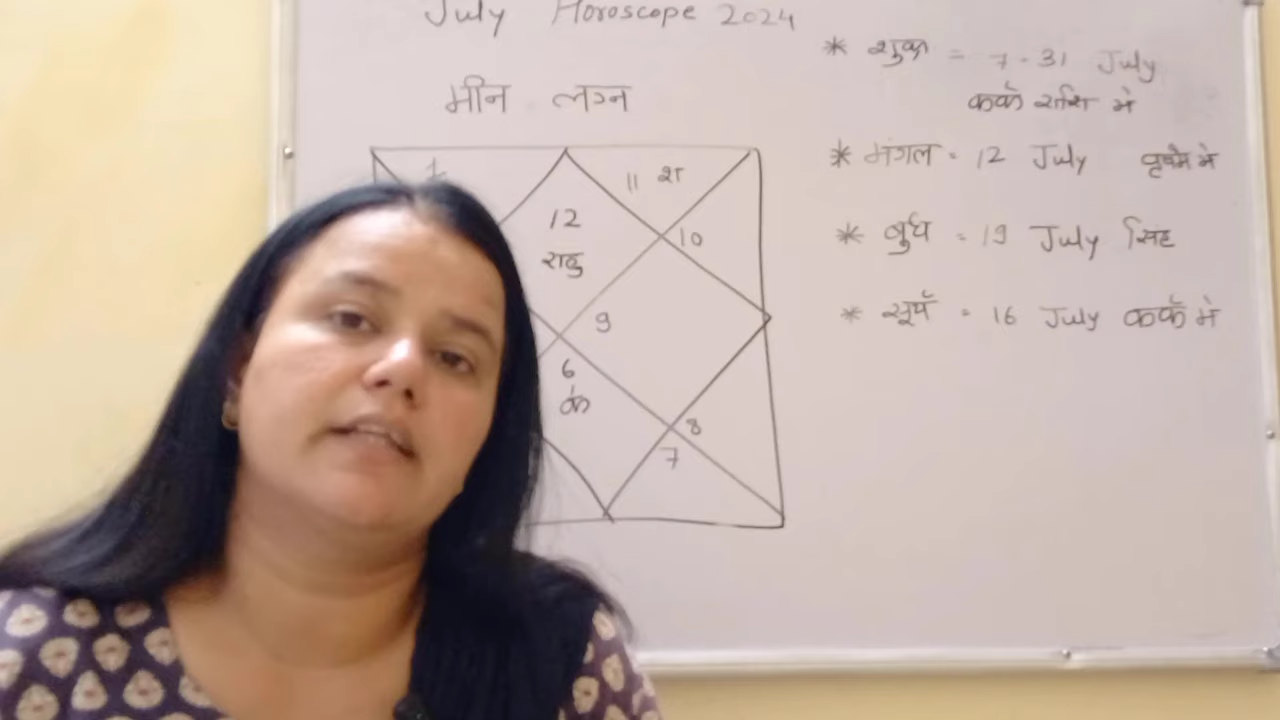 July Horoscope 2024
मीन लग्न
1
11 श
12
राहु
10
9
6
के
8
7
* शुक्र = 7 - 31 July
कर्क राशि मे
* मंगल - 12 July वृषभ मे
* बुध - 19 July सिंह
* सूर्य - 16 July कर्क मे